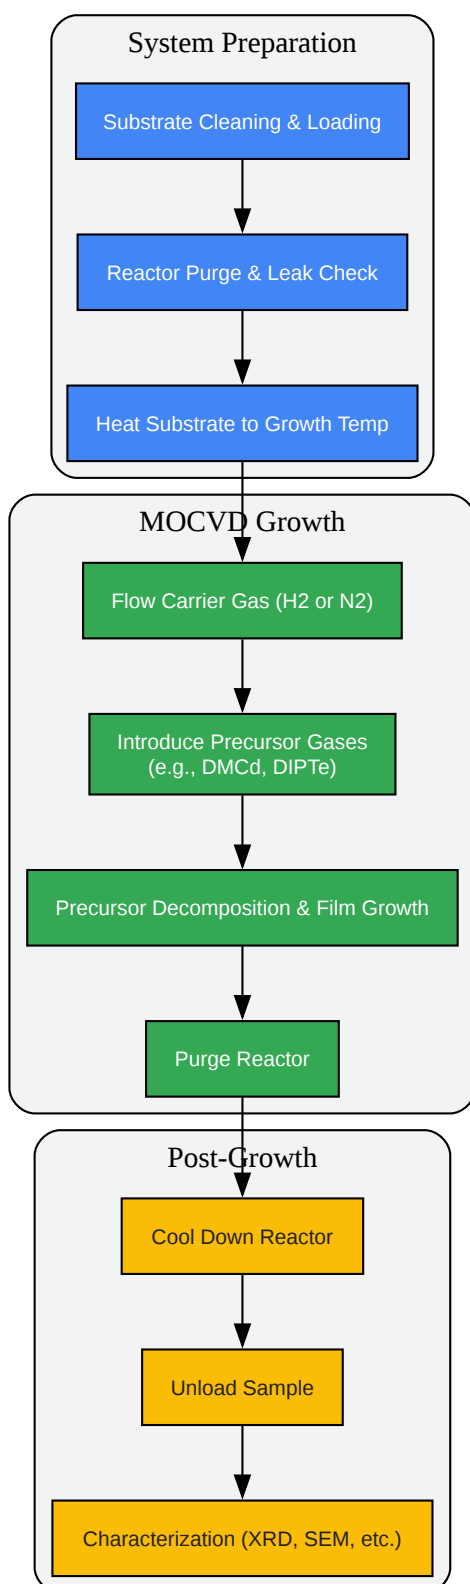 System Preparation
Substrate Cleaning & Loading
Reactor Purge & Leak Check
Heat Substrate to Growth Temp
MOCVD Growth
Flow Carrier Gas (H2 or N2)
Introduce Precursor Gases
(e.g., DMCd, DIPTe)
Precursor Decomposition & Film Growth
Purge Reactor
Post-Growth
Cool Down Reactor
Unload Sample
Characterization (XRD, SEM, etc.)